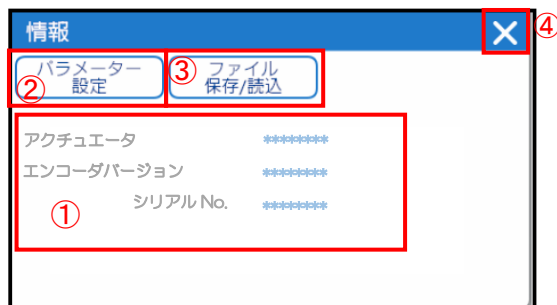 情報
④
パラメーター
設定
②
③
ファイル
保存/読込
アクチュエータ ********
エンコーダバージョン ********
シリアル No. ********
①